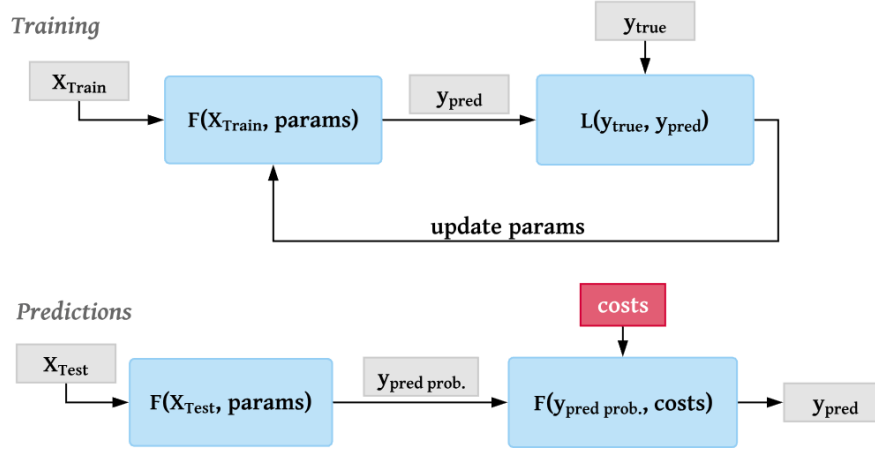 Training
y_true
X_Train
F(X_Train, params)
y_pred
L(y_true, y_pred)
update params
Predictions
costs
X_Test
F(X_Test, params)
y_pred prob.
F(y_pred prob., costs)
y_pred